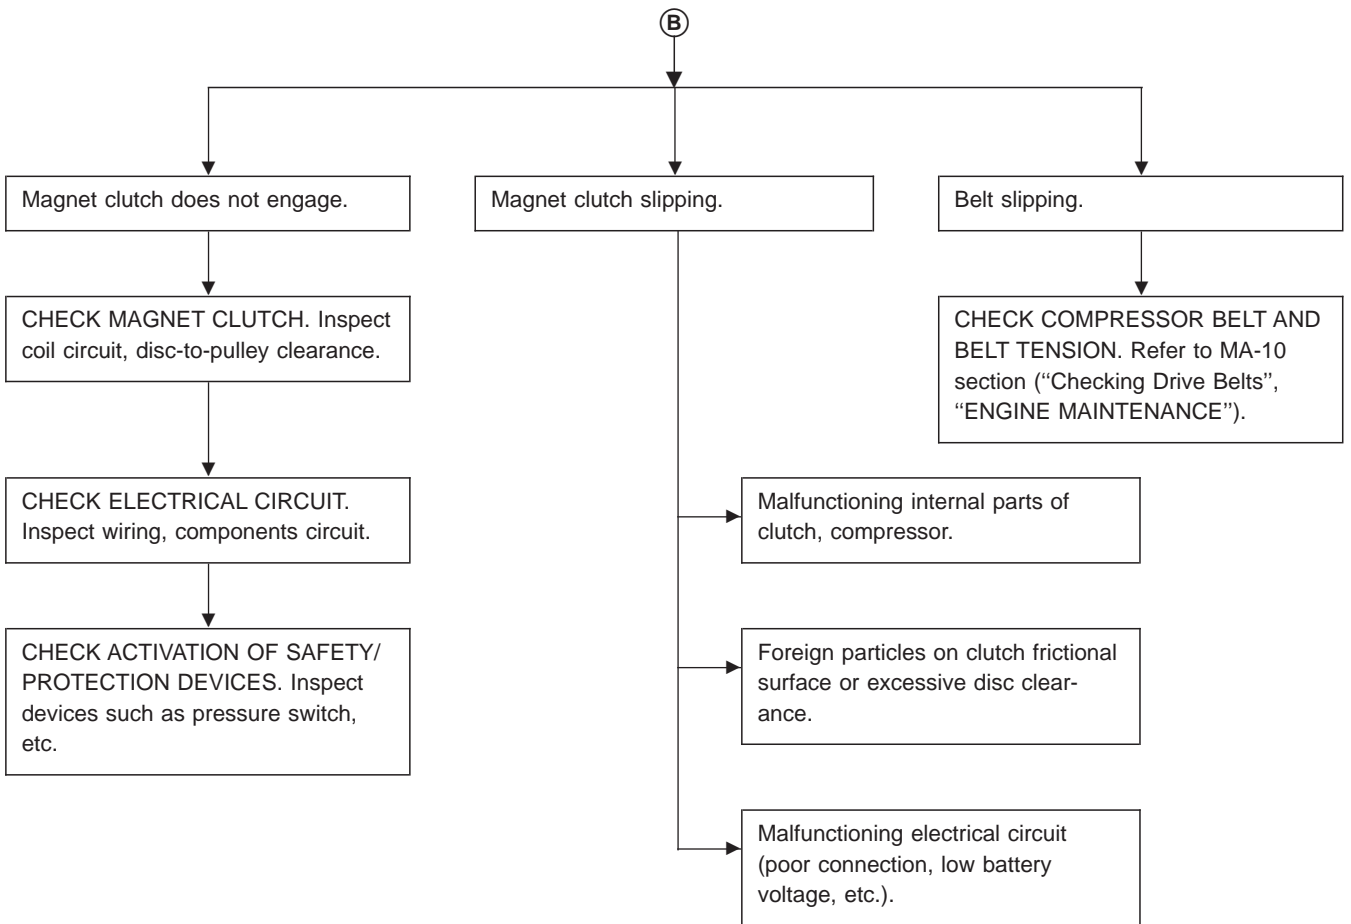 B
Magnet clutch does not engage.
Magnet clutch slipping.
Belt slipping.
CHECK MAGNET CLUTCH. Inspect
coil circuit, disc-to-pulley clearance.
CHECK COMPRESSOR BELT AND
BELT TENSION. Refer to MA-10
section (‘‘Checking Drive Belts’’,
‘‘ENGINE MAINTENANCE’’).
CHECK ELECTRICAL CIRCUIT.
Inspect wiring, components circuit.
Malfunctioning internal parts of
clutch, compressor.
CHECK ACTIVATION OF SAFETY/
PROTECTION DEVICES. Inspect
devices such as pressure switch,
etc.
Foreign particles on clutch frictional
surface or excessive disc clear-
ance.
Malfunctioning electrical circuit
(poor connection, low battery
voltage, etc.).